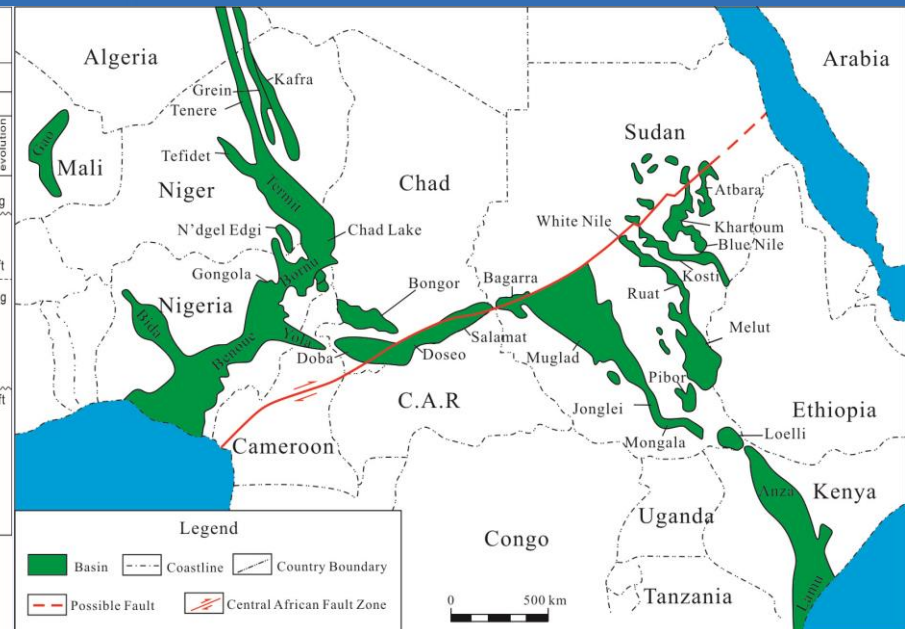 evolution
g
ft
g
ft
Algeria
Arabia
Kafra
Grein
Tenere
Sudan
Gao
Mali
Tefidet
Niger
Termit
Chad
Atbara
White Nile
Khartoum
N'dgel Edgi
Chad Lake
Blue Nile
Gongola
Bornu
Bagarra
Kosti
Nigeria
Bongor
Ruat
Bida
Benoue
Yola
Salamat
Melut
Doba
Doseo
Muglad
Pibor
C.A.R
Jonglei
Ethiopia
Cameroon
Mongala
Loelli
Anza
Kenya
Legend
Uganda
Basin
Coastline
Country Boundary
Congo
Possible Fault
Central African Fault Zone
0
500 km
Tanzania
Lamu